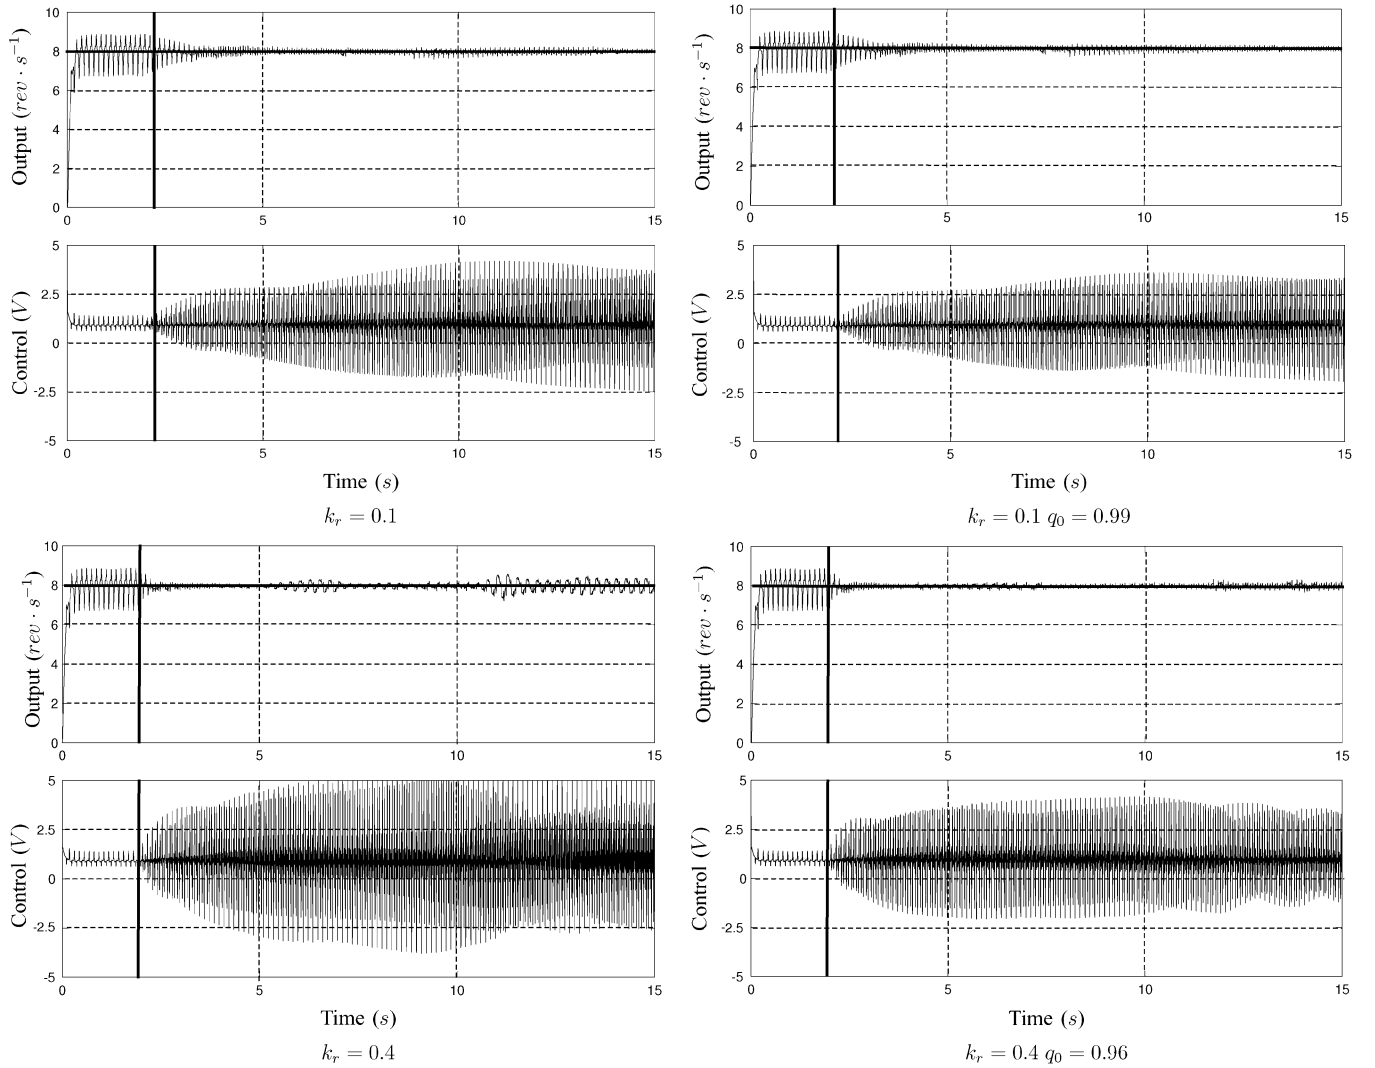 10
8
6
4
2
0
Output (rev · s⁻¹)
0 5 10 15
5
2.5
0
-2.5
-5
Control (V)
0 5 10 15
Time (s)
k_r = 0.1
10
8
6
4
2
0
Output (rev · s⁻¹)
0 5 10 15
5
2.5
0
-2.5
-5
Control (V)
0 5 10 15
Time (s)
k_r = 0.1 q_0 = 0.99
10
8
6
4
2
0
Output (rev · s⁻¹)
0 5 10 15
5
2.5
0
-2.5
-5
Control (V)
0 5 10 15
Time (s)
k_r = 0.4
10
8
6
4
2
0
Output (rev · s⁻¹)
0 5 10 15
5
2.5
0
-2.5
-5
Control (V)
0 5 10 15
Time (s)
k_r = 0.4 q_0 = 0.96